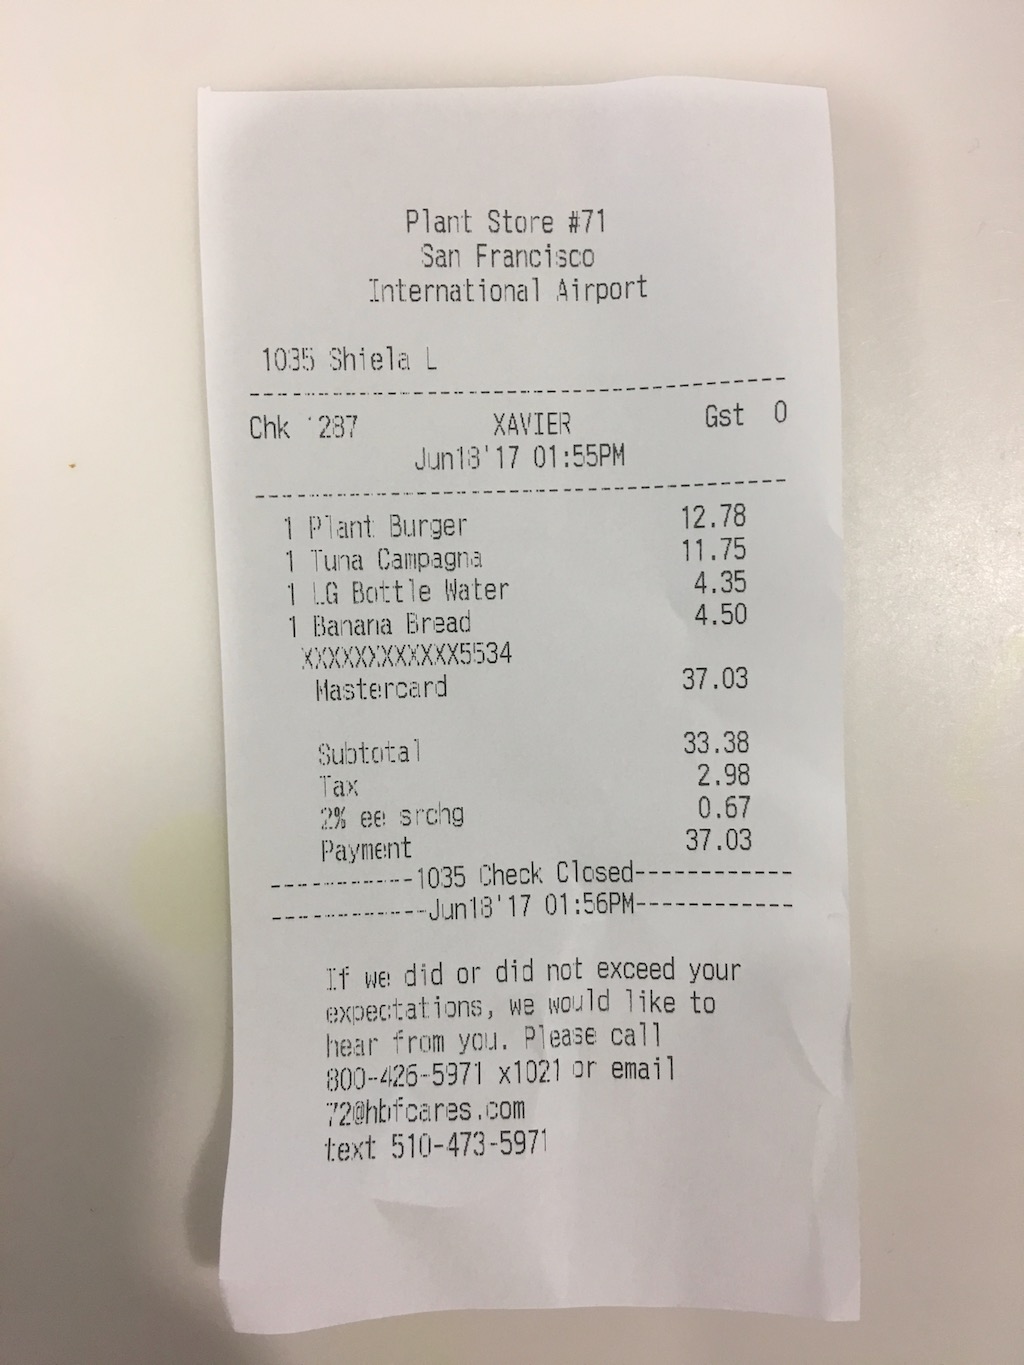 Plant Store #71
San Francisco
International Airport
1035 Shiela L
--------------------------------------
Chk 287 XAVIER Gst 0
Jun18'17 01:55PM
--------------------------------------
1 Plant Burger 12.78
1 Tuna Campagna 11.75
1 LG Bottle Water 4.35
1 Banana Bread 4.50
XXXXXXXXXXXX5534
Mastercard 37.03
Subtotal 33.38
Tax 2.98
2% ee srchg 0.67
Payment 37.03
------------1035 Check Closed------------
------------Jun18'17 01:56PM------------
If we did or did not exceed your
expectations, we would like to
hear from you. Please call
800-426-5971 x1021 or email
72@hbfcares.com
text 510-473-5971